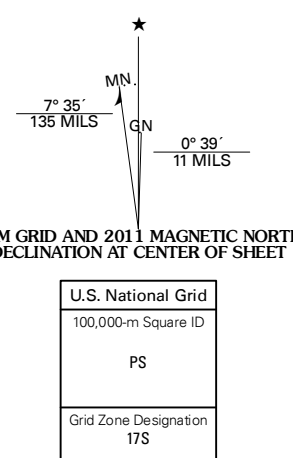 ★
MN.
7° 35´
135 MILS
GN
0° 39´
11 MILS
M GRID AND 2011 MAGNETIC NORTH
DECLINATION AT CENTER OF SHEET
U.S. National Grid
100,000-m Square ID
PS
Grid Zone Designation
17S